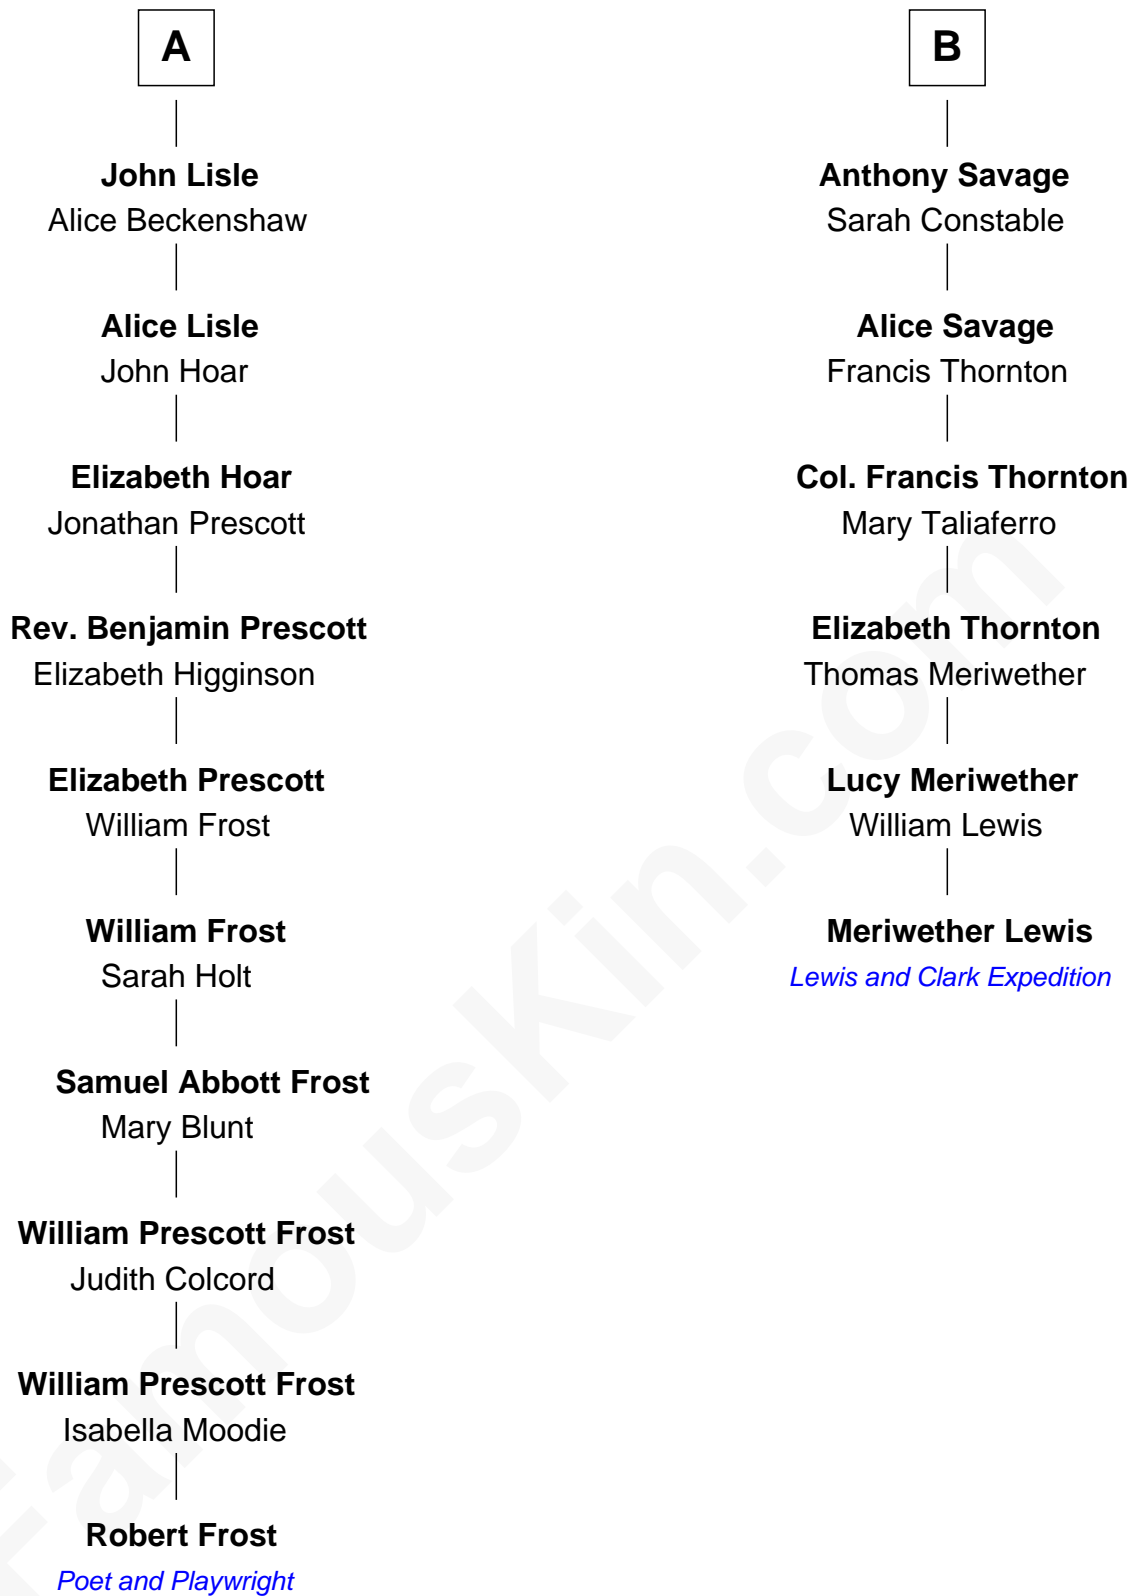 A
John Lisle
Alice Beckenshaw
Alice Lisle
John Hoar
Elizabeth Hoar
Jonathan Prescott
Rev. Benjamin Prescott
Elizabeth Higginson
Elizabeth Prescott
William Frost
William Frost
Sarah Holt
Samuel Abbott Frost
Mary Blunt
William Prescott Frost
Judith Colcord
William Prescott Frost
Isabella Moodie
Robert Frost
Poet and Playwright
B
Anthony Savage
Sarah Constable
Alice Savage
Francis Thornton
Col. Francis Thornton
Mary Taliaferro
Elizabeth Thornton
Thomas Meriwether
Lucy Meriwether
William Lewis
Meriwether Lewis
Lewis and Clark Expedition
FamousKin.com